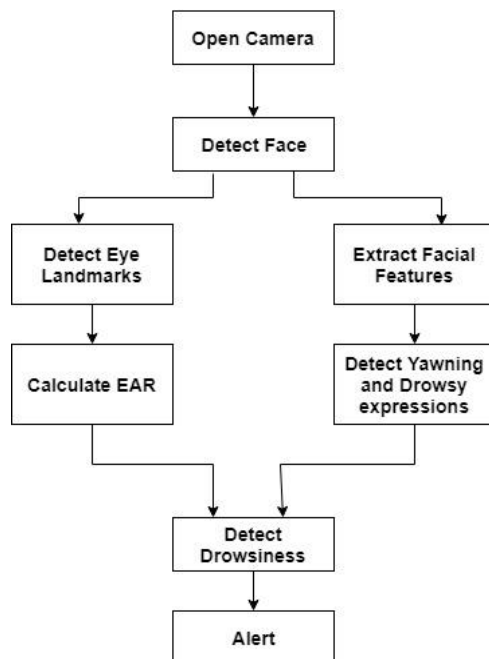 Open Camera
Detect Face
Detect Eye
Landmarks
Extract Facial
Features
Calculate EAR
Detect Yawning
and Drowsy
expressions
Detect
Drowsiness
Alert